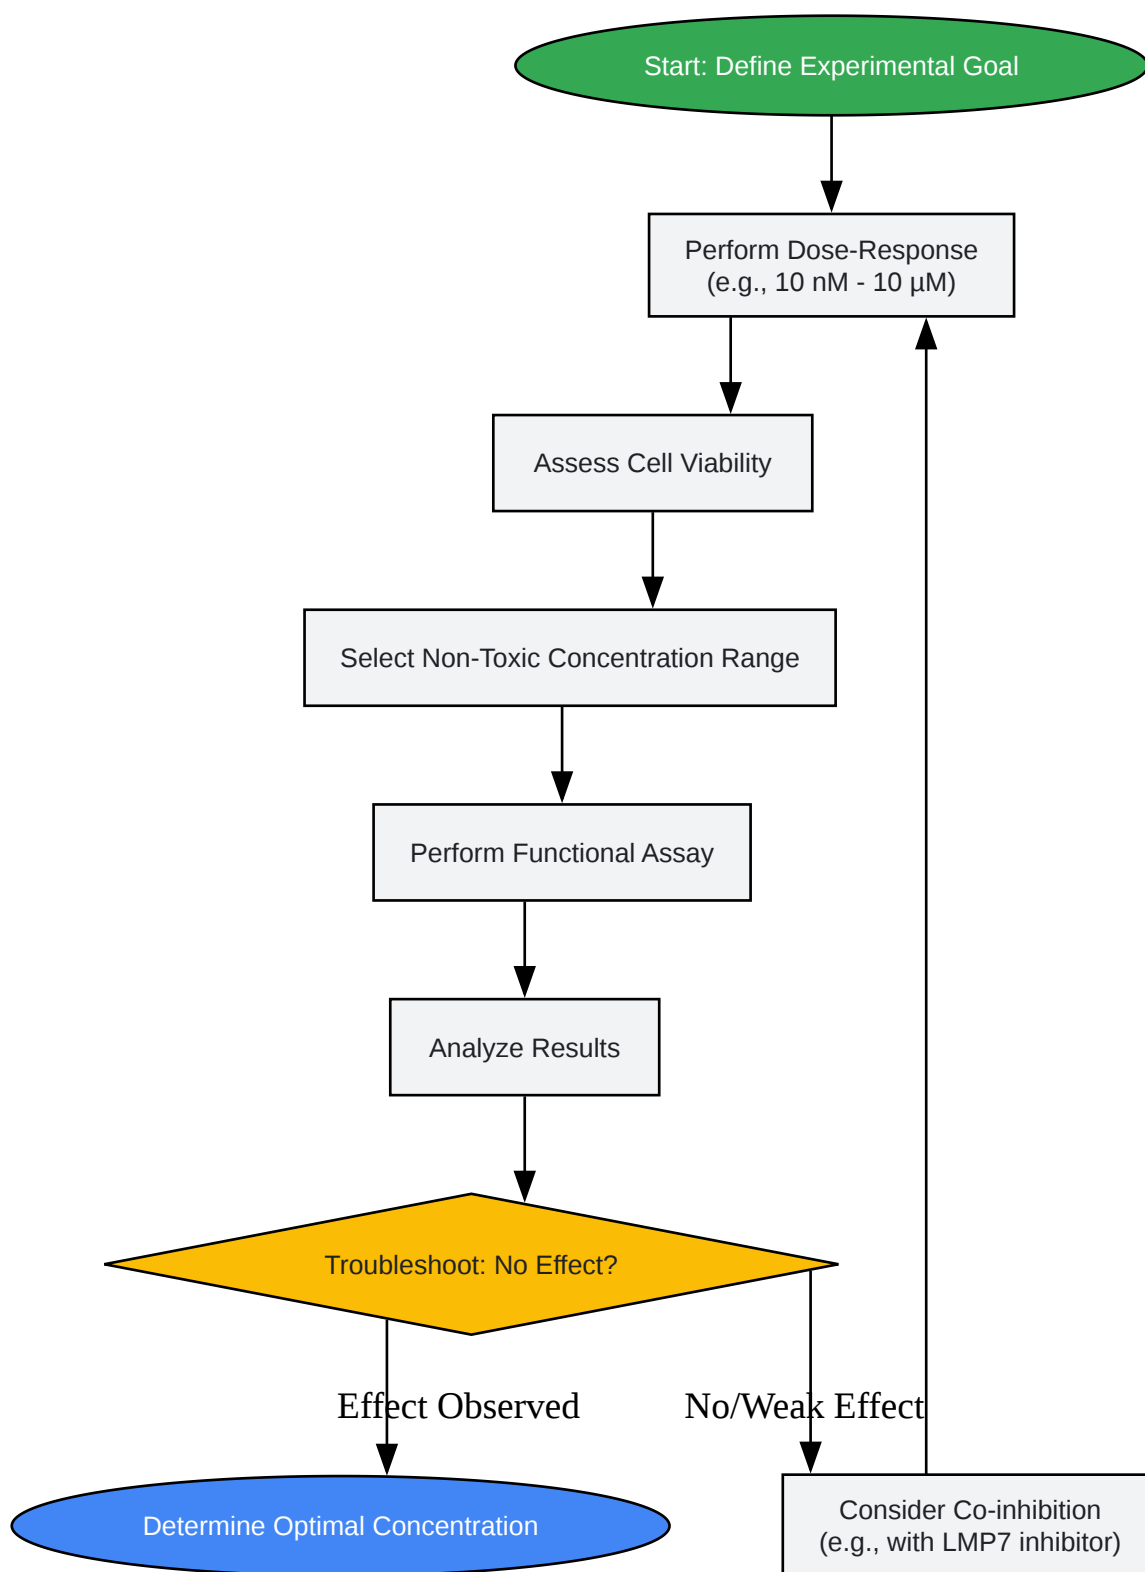 Start: Define Experimental Goal
Perform Dose-Response
(e.g., 10 nM - 10 µM)
Assess Cell Viability
Select Non-Toxic Concentration Range
Perform Functional Assay
Analyze Results
Troubleshoot: No Effect?
Effect Observed
No/Weak Effect
Determine Optimal Concentration
Consider Co-inhibition
(e.g., with LMP7 inhibitor)